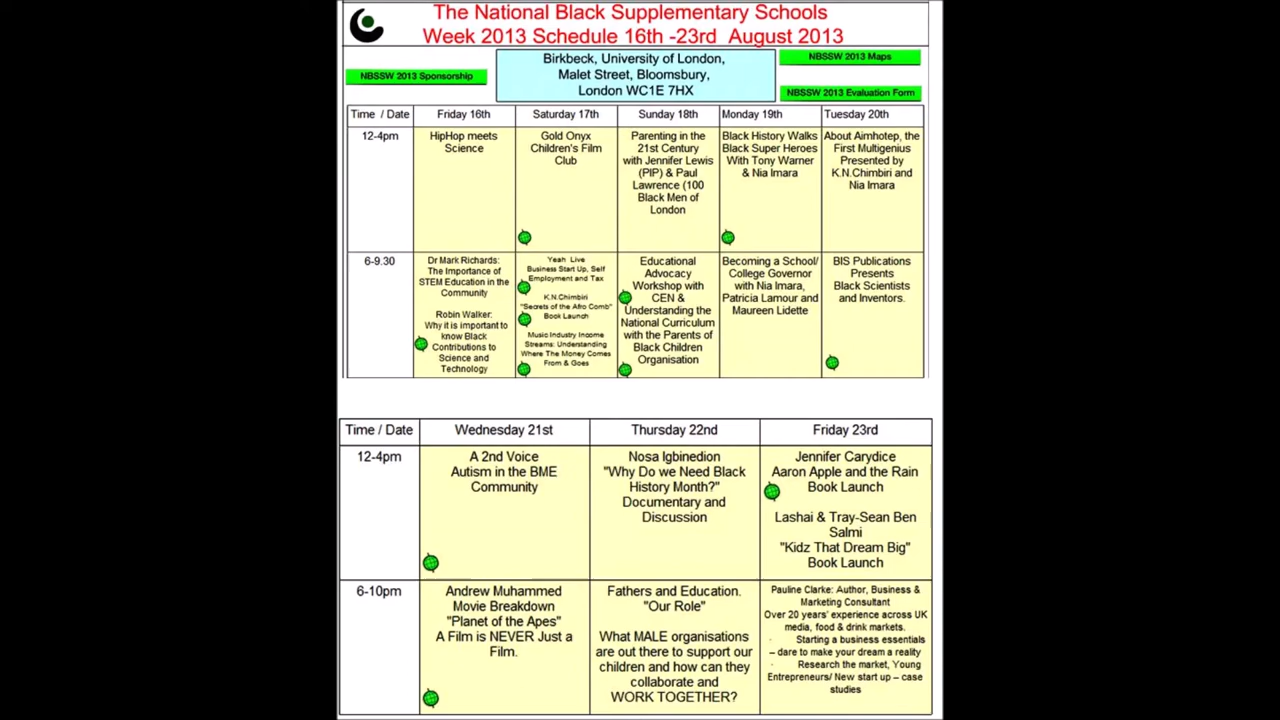 The National Black Supplementary Schools
Week 2013 Schedule 16th -23rd August 2013
NBSSW 2013 Sponsorship
Birkbeck, University of London,
Malet Street, Bloomsbury,
London WC1E 7HX
NBSSW 2013 Maps
NBSSW 2013 Evaluation Form
Time / Date
Friday 16th
Saturday 17th
Sunday 18th
Monday 19th
Tuesday 20th
12-4pm
HipHop meets
Science
Gold Onyx
Children's Film
Club
Parenting in the
21st Century
with Jennifer Lewis
(PIP) & Paul
Lawrence (100
Black Men of
London
Black History Walks
Black Super Heroes
With Tony Warner
& Nia Imara
About Aimhotep, the
First Multigenius
Presented by
K.N.Chimbiri and
Nia Imara
6-9.30
Dr Mark Richards:
The Importance of
STEM Education in the
Community
Robin Walker:
Why it is important to
know Black
Contributions to
Science and
Technology
Yeah Live
Business Start Up, Self
Employment and Tax
K.N.Chimbiri
"Secrets of the Afro Comb"
Book Launch
Music Industry Income
Streams: Understanding
Where The Money Comes
From & Goes
Educational
Advocacy
Workshop with
CEN &
Understanding the
National Curriculum
with the Parents of
Black Children
Organisation
Becoming a School/
College Governor
with Nia Imara,
Patricia Lamour and
Maureen Lidette
BIS Publications
Presents
Black Scientists
and Inventors.
Time / Date
Wednesday 21st
Thursday 22nd
Friday 23rd
12-4pm
A 2nd Voice
Autism in the BME
Community
Nosa Igbinedion
"Why Do we Need Black
History Month?"
Documentary and
Discussion
Jennifer Carydice
Aaron Apple and the Rain
Book Launch
Lashai & Tray-Sean Ben
Salmi
"Kidz That Dream Big"
Book Launch
6-10pm
Andrew Muhammed
Movie Breakdown
"Planet of the Apes"
A Film is NEVER Just a
Film.
Fathers and Education.
"Our Role"
What MALE organisations
are out there to support our
children and how can they
collaborate and
WORK TOGETHER?
Pauline Clarke: Author, Business &
Marketing Consultant
Over 20 years' experience across UK
media, food & drink markets.
· Starting a business essentials
– dare to make your dream a reality
· Research the market, Young
Entrepreneurs/ New start up – case
studies